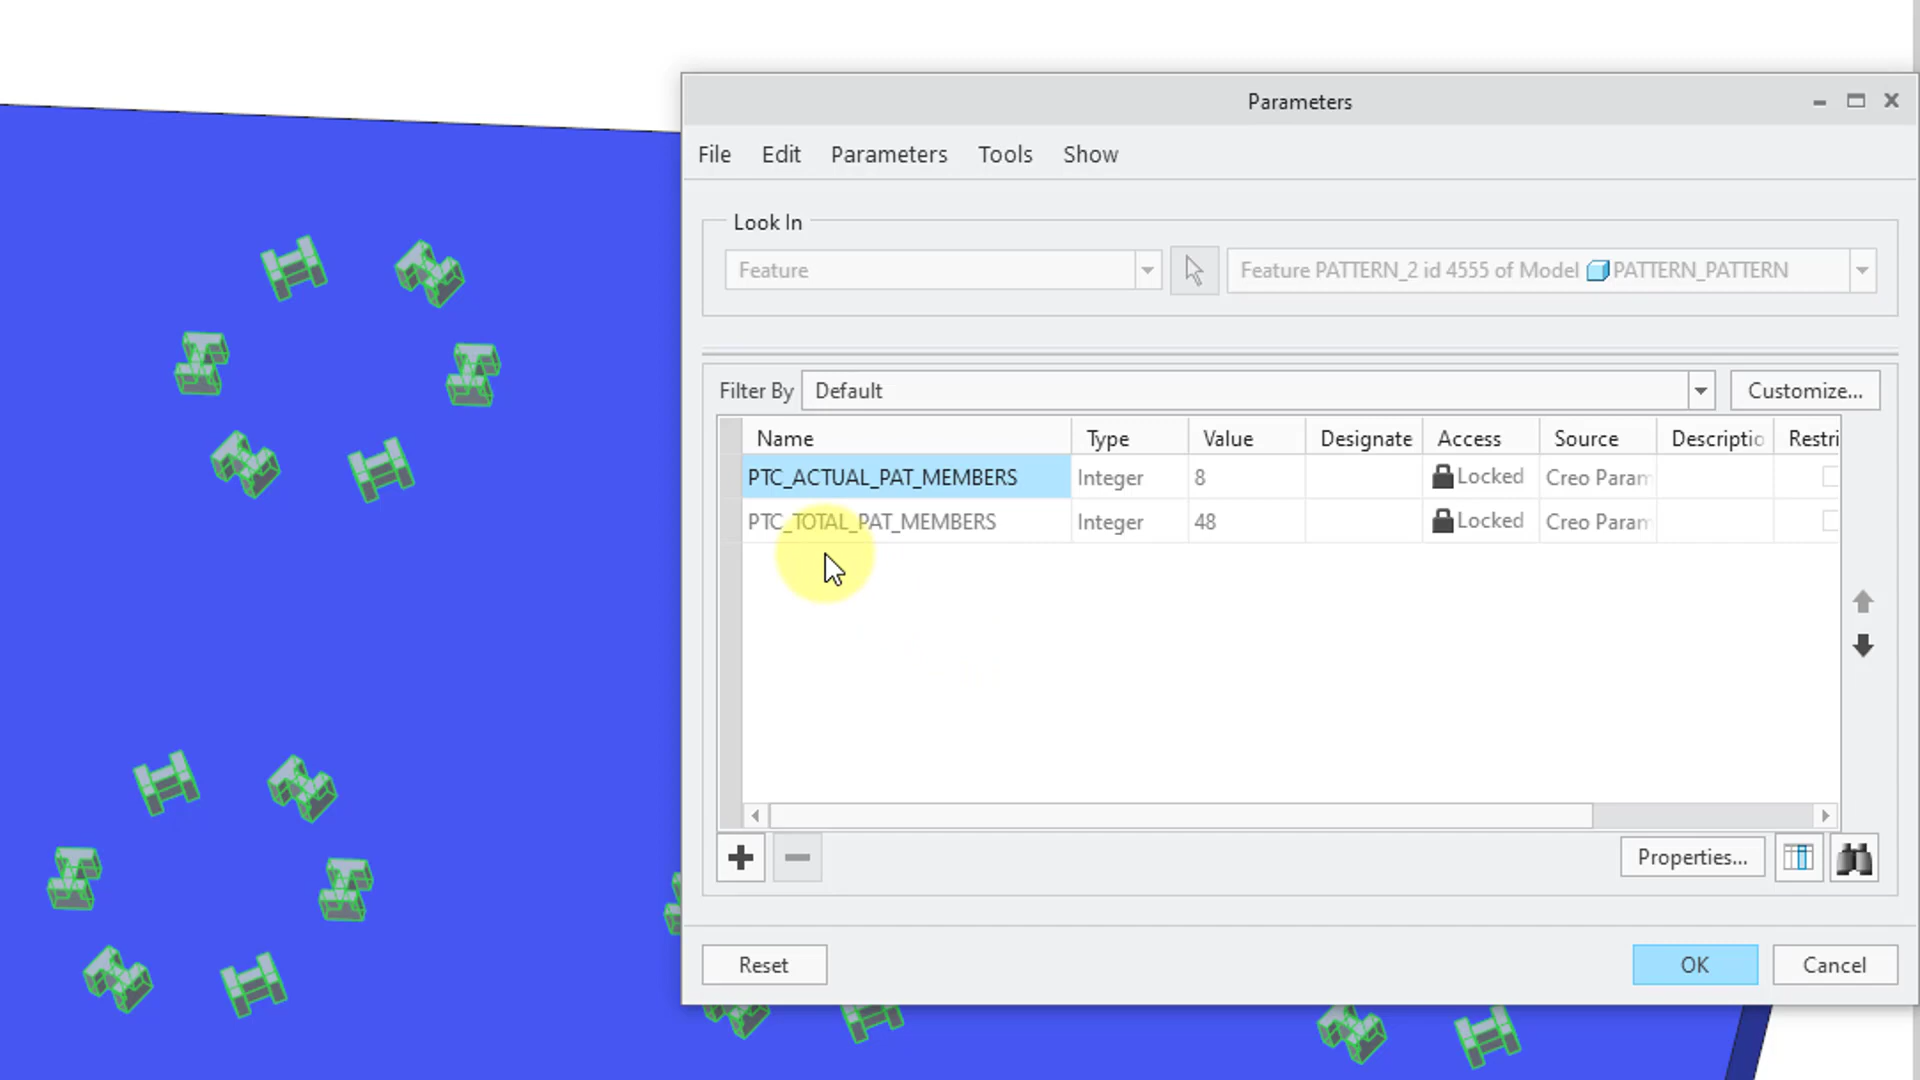 Parameters
File Edit Parameters Tools Show
Look In
Feature Feature PATTERN_2 id 4555 of Model PATTERN_PATTERN
Filter By Default Customize...
Name Type Value Designate Access Source Descriptio Restri
PTC_ACTUAL_PAT_MEMBERS Integer 8 Locked Creo Param
PTC_TOTAL_PAT_MEMBERS Integer 48 Locked Creo Param
Properties...
Reset OK Cancel